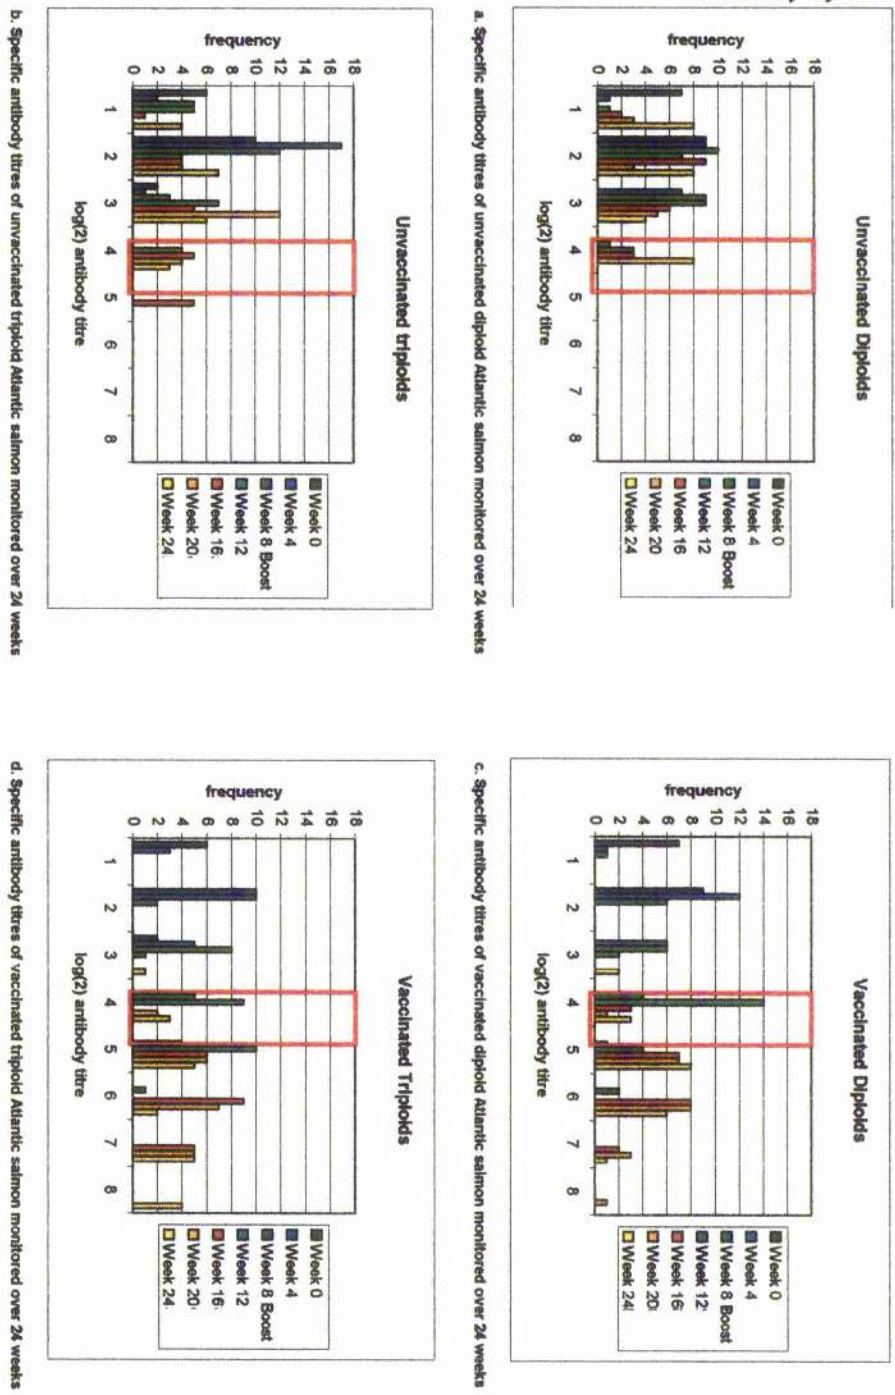 Unvaccinated Diploids
frequency
18
16
14
12
10
8
6
4
2
0
1 2 3 4 5 6 7 8
log(2) antibody titre
Week 0
Week 4
Week 8 Boost
Week 12
Week 16
Week 20
Week 24
a. Specific antibody titres of unvaccinated diploid Atlantic salmon monitored over 24 weeks
Vaccinated Diploids
frequency
18
16
14
12
10
8
6
4
2
0
1 2 3 4 5 6 7 8
log(2) antibody titre
Week 0
Week 4
Week 8 Boost
Week 12
Week 16
Week 20
Week 24
c. Specific antibody titres of vaccinated diploid Atlantic salmon monitored over 24 weeks
Unvaccinated triploids
frequency
18
16
14
12
10
8
6
4
2
0
1 2 3 4 5 6 7 8
log(2) antibody titre
Week 0
Week 4
Week 8 Boost
Week 12
Week 16
Week 20
Week 24
b. Specific antibody titres of unvaccinated triploid Atlantic salmon monitored over 24 weeks
Vaccinated Triploids
frequency
18
16
14
12
10
8
6
4
2
0
1 2 3 4 5 6 7 8
log(2) antibody titre
Week 0
Week 4
Week 8 Boost
Week 12
Week 16
Week 20
Week 24
d. Specific antibody titres of vaccinated triploid Atlantic salmon monitored over 24 weeks